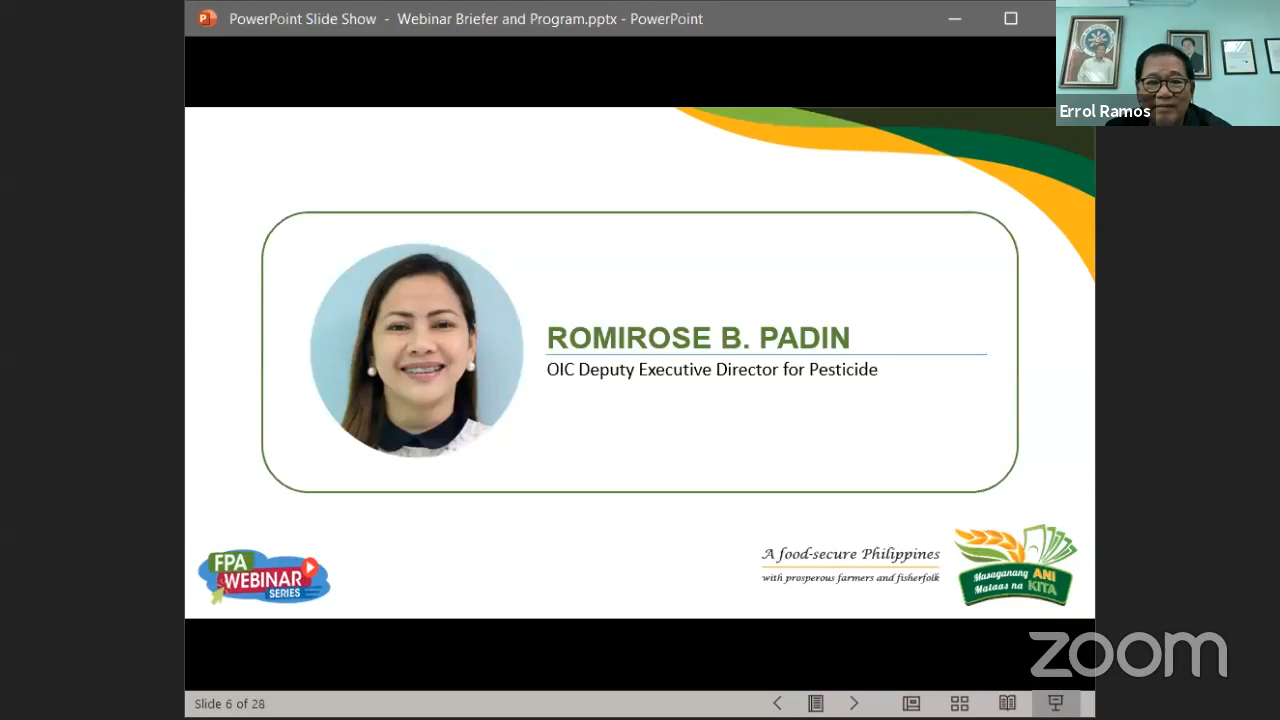 PowerPoint Slide Show - Webinar Briefer and Program.pptx - PowerPoint
Errol Ramos
ROMIROSE B. PADIN
OIC Deputy Executive Director for Pesticide
FPA
WEBINAR
SERIES
A food-secure Philippines
with prosperous farmers and fisherfolk
Masaganang ANI
Mataas na KITA
zoom
Slide 6 of 28